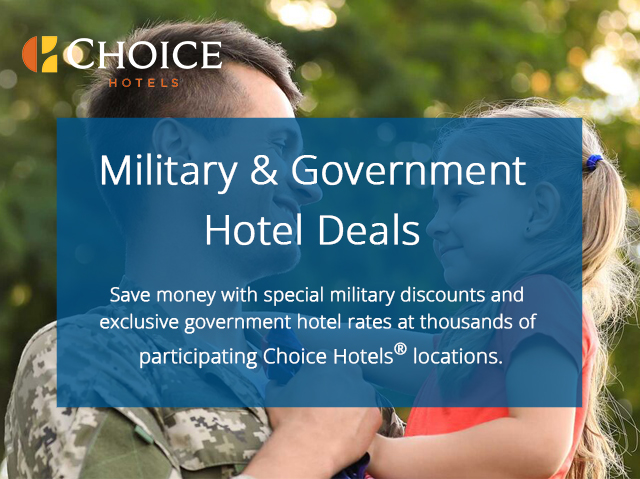 CHOICE
HOTELS
Military & Government
Hotel Deals
Save money with special military discounts and
exclusive government hotel rates at thousands of
participating Choice Hotels® locations.